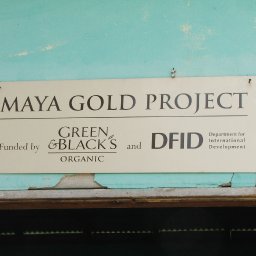 MAYA GOLD PROJECT
Funded by GREEN & BLACK'S ORGANIC and DFID Department for International Development